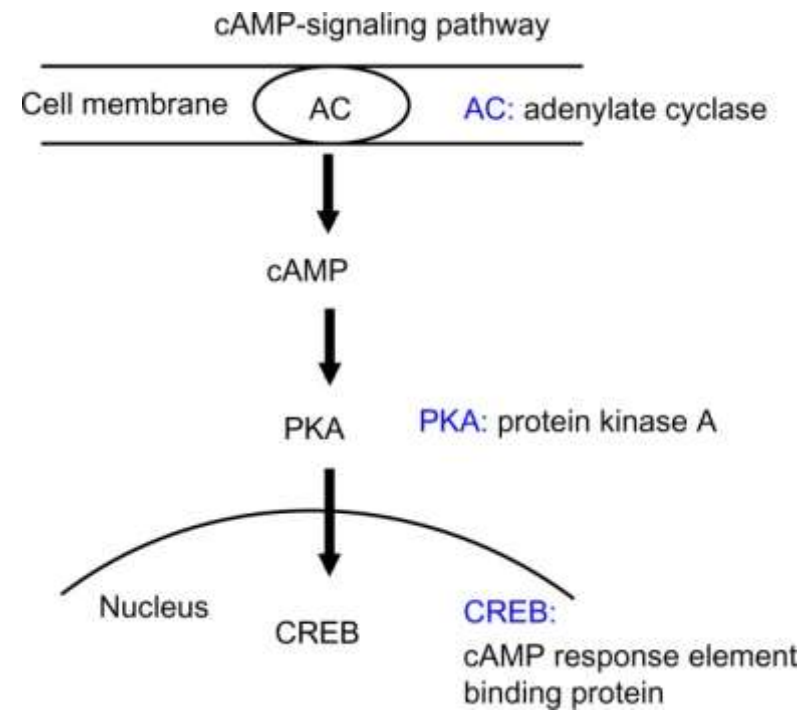 cAMP-signaling pathway
Cell membrane
AC
AC: adenylate cyclase
cAMP
PKA
PKA: protein kinase A
Nucleus
CREB
CREB:
cAMP response element
binding protein